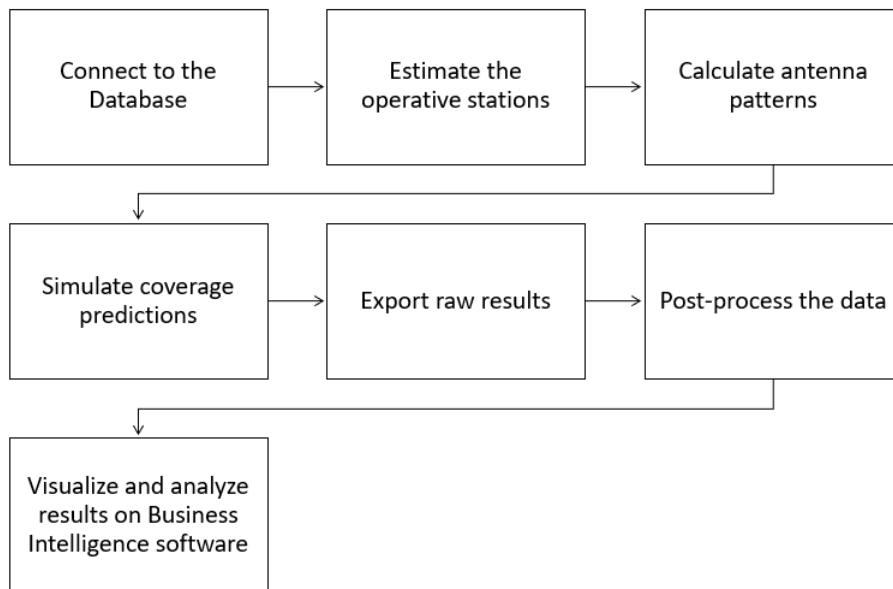 Connect to the
Database
Estimate the
operative stations
Calculate antenna
patterns
Simulate coverage
predictions
Export raw results
Post-process the data
Visualize and analyze
results on Business
Intelligence software